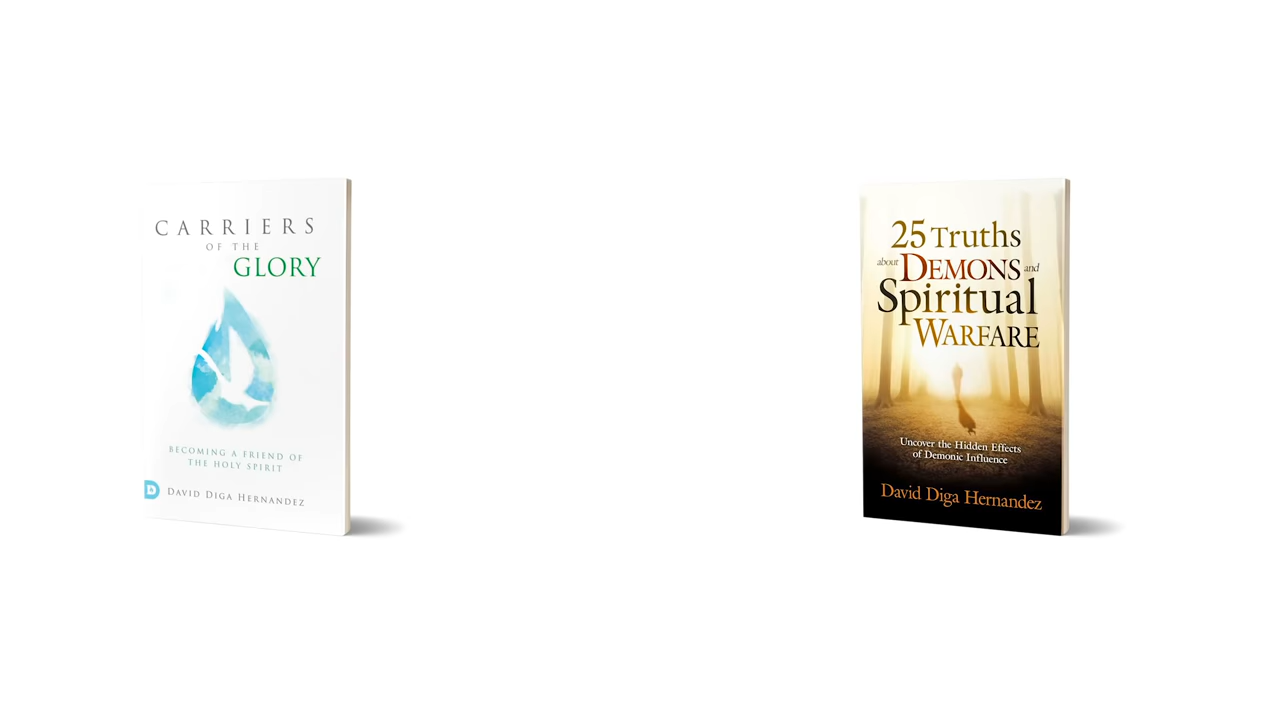 CARRIERS
OF THE
GLORY
BECOMING A FRIEND OF
THE HOLY SPIRIT
DAVID DIGA HERNANDEZ
25 Truths
about DEMONS and
Spiritual
WARFARE
Uncover the Hidden Effects
of Demonic Influence
David Diga Hernandez